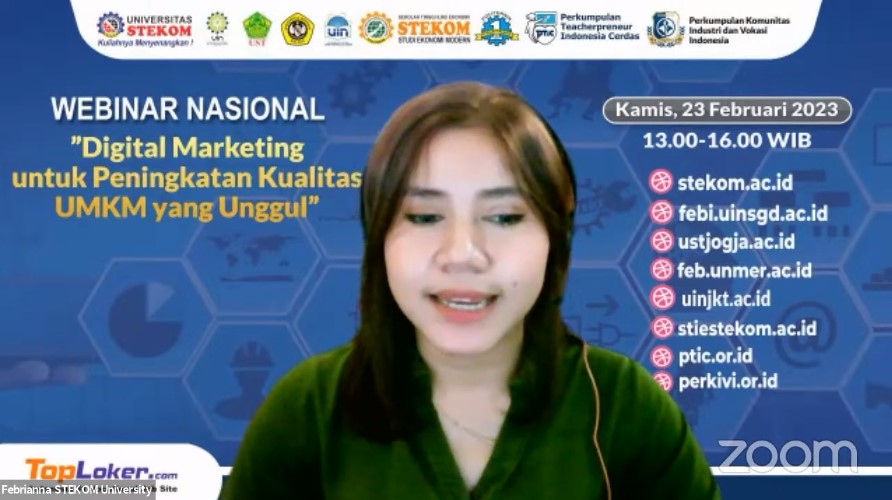 UNIVERSITAS
STEKOM
Kuliahnya Menyenangkan !
uin
UST
uin
SEKOLAH TINGGI ILMU EKONOMI
STEKOM
STUDI EKONOMI MODERN
1
PTIC
Perkumpulan
Teacherpreneur
Indonesia Cerdas
Perkumpulan Komunitas
Industri dan Vokasi
Indonesia
WEBINAR NASIONAL
"Digital Marketing
untuk Peningkatan Kualitas
UMKM yang Unggul"
Kamis, 23 Februari 2023
13.00-16.00 WIB
stekom.ac.id
febi.uinsgd.ac.id
ustjogja.ac.id
feb.unmer.ac.id
uinjkt.ac.id
stiestekom.ac.id
ptic.or.id
perkivi.or.id
TopLoker.com
Site
Febrianna STEKOM University
zoom